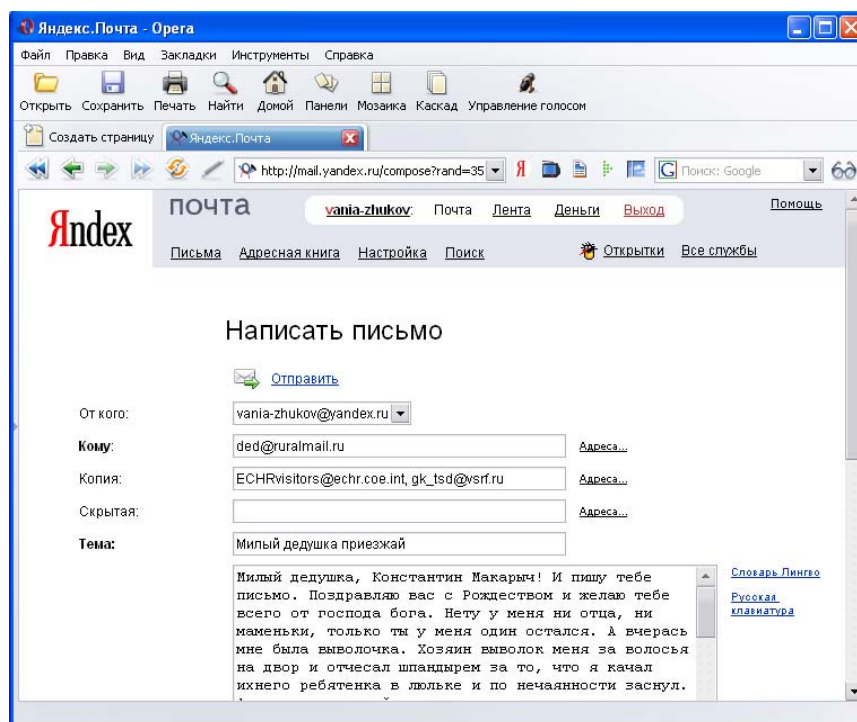 Яндекс.Почта - Opera
Файл Правка Вид Закладки Инструменты Справка
Открыть Сохранить Печать Найти Домой Панели Мозаика Каскад Управление голосом
Создать страницу Яндекс.Почта
http://mail.yandex.ru/compose?rand=35 Я G Поиск: Google
Яndex почта vania-zhukov: Почта Лента Деньги Выход Помощь
Письма Адресная книга Настройка Поиск Открытки Все службы
Написать письмо
Отправить
От кого: vania-zhukov@yandex.ru
Кому: ded@ruralmail.ru Адреса...
Копия: ECHRvisitors@echr.coe.int, gk_tsd@vsrf.ru Адреса...
Скрытая: Адреса...
Тема: Милый дедушка приезжай
Милый дедушка, Константин Макарыч! И пишу тебе
письмо. Поздравляю вас с Рождеством и желаю тебе
всего от господа бога. Нету у меня ни отца, ни
маменьки, только ты у меня один остался. А вчерась
мне была выволочка. Хозяин выволок меня за волосья
на двор и отчесал шпандырем за то, что я качал
ихнего ребятенка в люльке и по нечаянности заснул.
Словарь Лингво
Русская
клавиатура